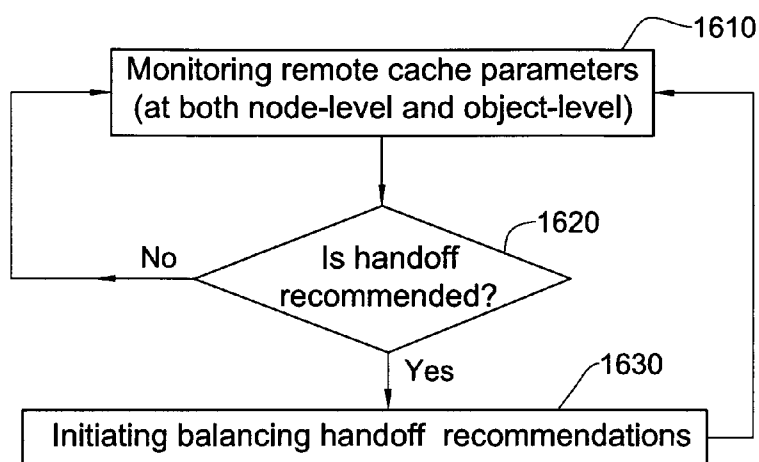 1610
Monitoring remote cache parameters
(at both node-level and object-level)
1620
No
Is handoff
recommended?
Yes
1630
Initiating balancing handoff recommendations